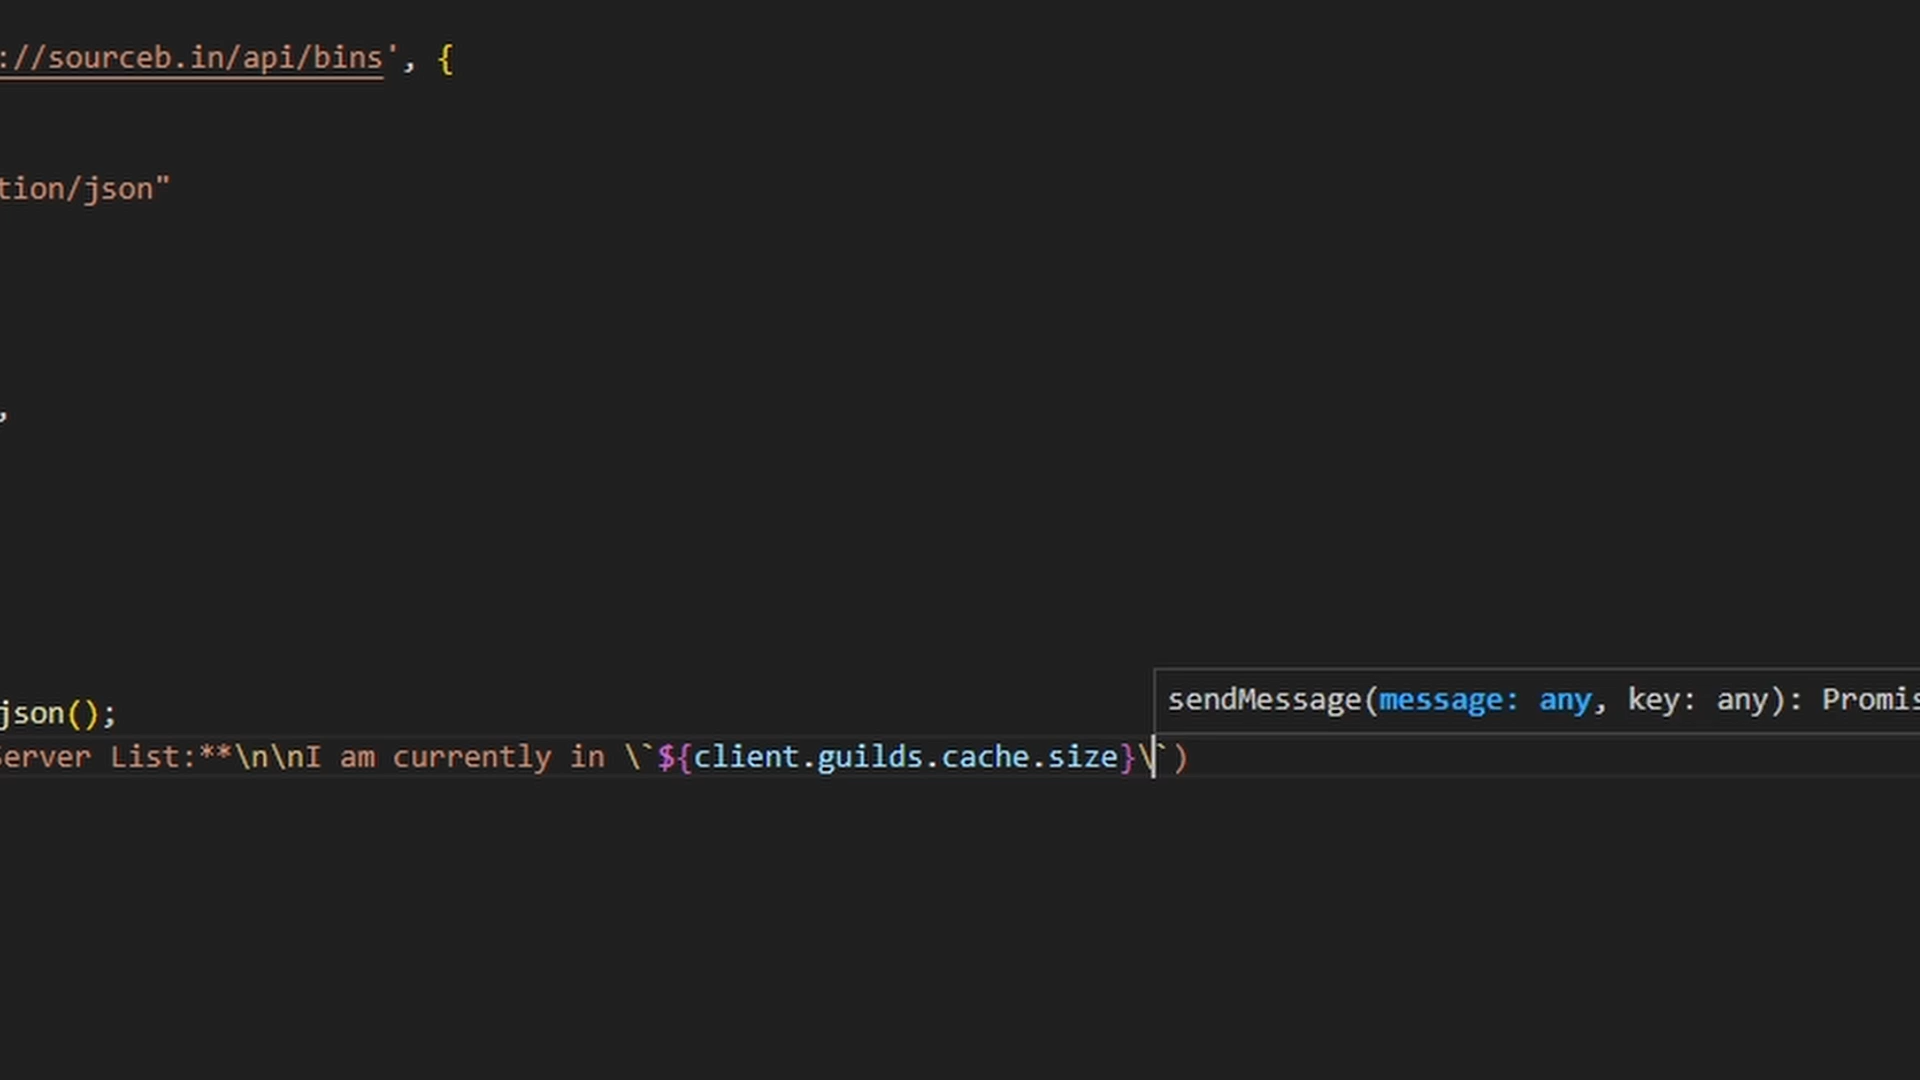 ://sourceb.in/api/bins', {
tion/json"
,
sendMessage(message: any, key: any): Promis
json();
Server List:**\n\nI am currently in \`${client.guilds.cache.size}\`)